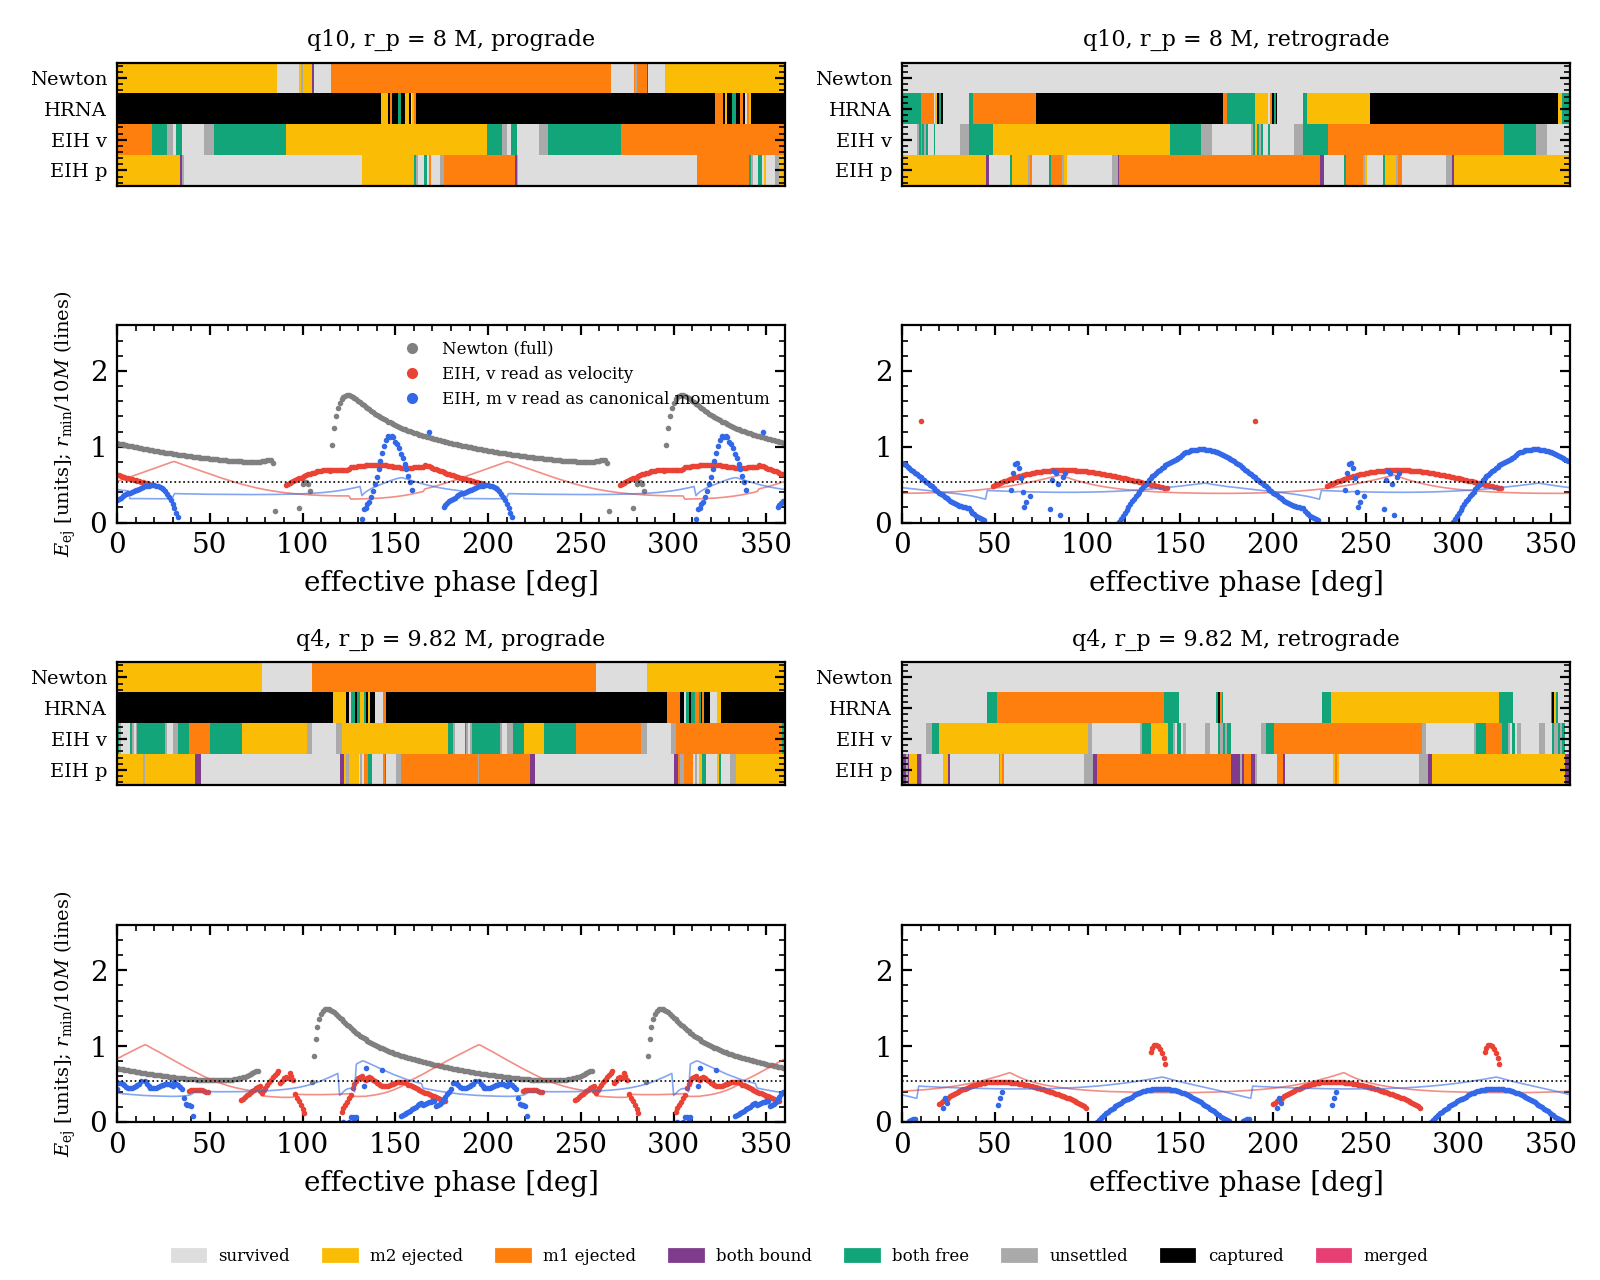 q10, r_p = 8 M, prograde
Newton
HRNA
EIH v
EIH p
q10, r_p = 8 M, retrograde
Newton
HRNA
EIH v
EIH p
E_ej [units]; r_min/10M (lines)
2
1
0
Newton (full)
EIH, v read as velocity
EIH, m v read as canonical momentum
0 50 100 150 200 250 300 350
effective phase [deg]
2
1
0
0 50 100 150 200 250 300 350
effective phase [deg]
q4, r_p = 9.82 M, prograde
Newton
HRNA
EIH v
EIH p
q4, r_p = 9.82 M, retrograde
Newton
HRNA
EIH v
EIH p
E_ej [units]; r_min/10M (lines)
2
1
0
0 50 100 150 200 250 300 350
effective phase [deg]
2
1
0
0 50 100 150 200 250 300 350
effective phase [deg]
survived m2 ejected m1 ejected both bound both free unsettled captured merged